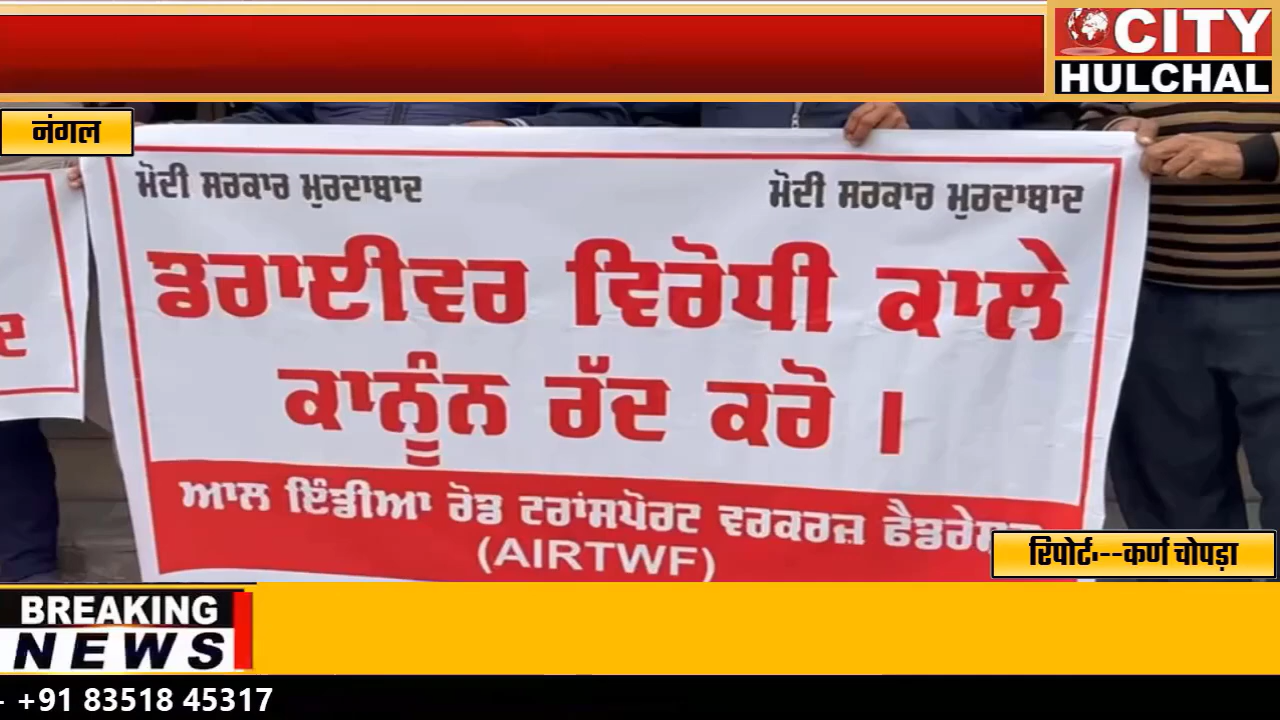 CITY
HULCHAL
नंगल
ਮੋਦੀ ਸਰਕਾਰ ਮੁਰਦਾਬਾਦ ਮੋਦੀ ਸਰਕਾਰ ਮੁਰਦਾਬਾਦ
ਡਰਾਈਵਰ ਵਿਰੋਧੀ ਕਾਲੇ
ਕਾਨੂੰਨ ਰੱਦ ਕਰੋ ।
ਆਲ ਇੰਡੀਆ ਰੋਡ ਟਰਾਂਸਪੋਰਟ ਵਰਕਰਜ਼
(AIRTWF)
रिपोर्ट:--कर्ण चोपड़ा
BREAKING
NEWS
- +91 83518 45317